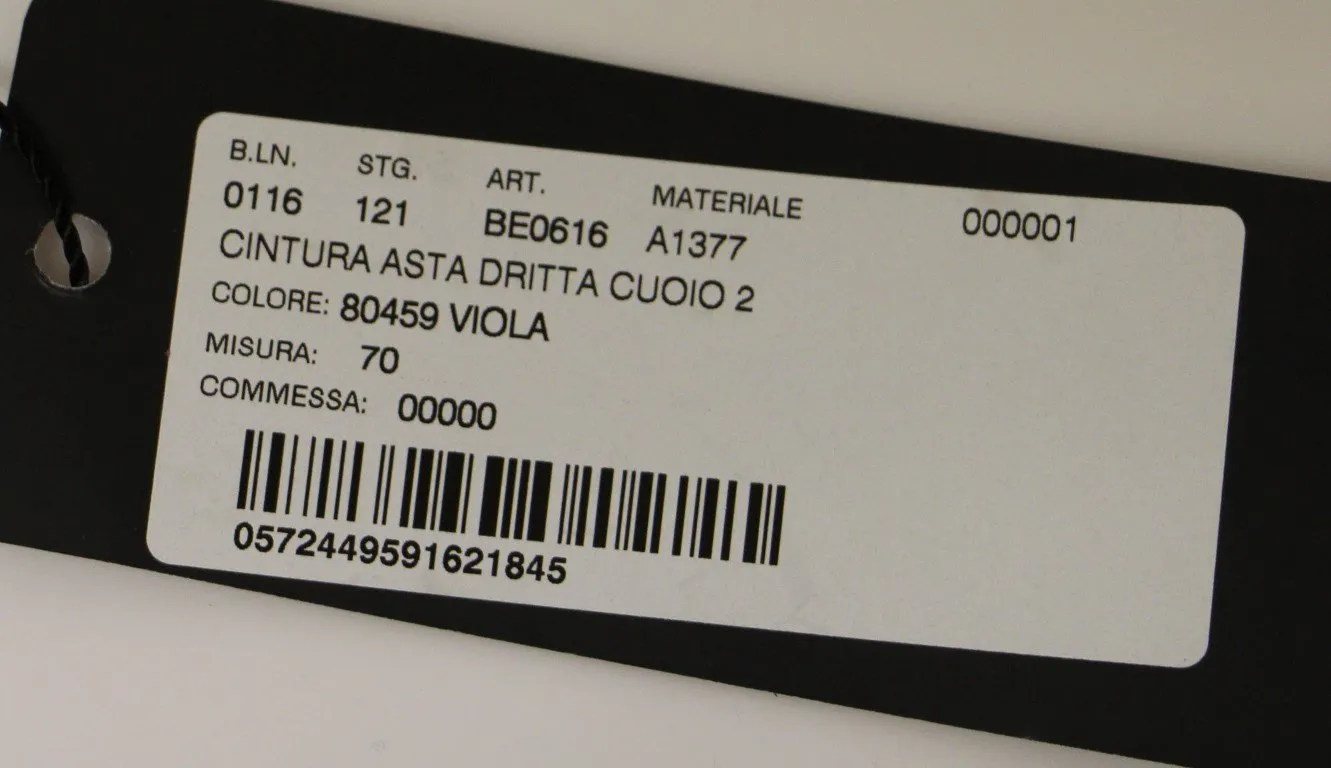 B.LN. STG. ART. MATERIALE 000001
0116 121 BE0616 A1377
CINTURA ASTA DRITTA CUOIO 2
COLORE: 80459 VIOLA
MISURA: 70
COMMESSA: 00000
0572449591621845